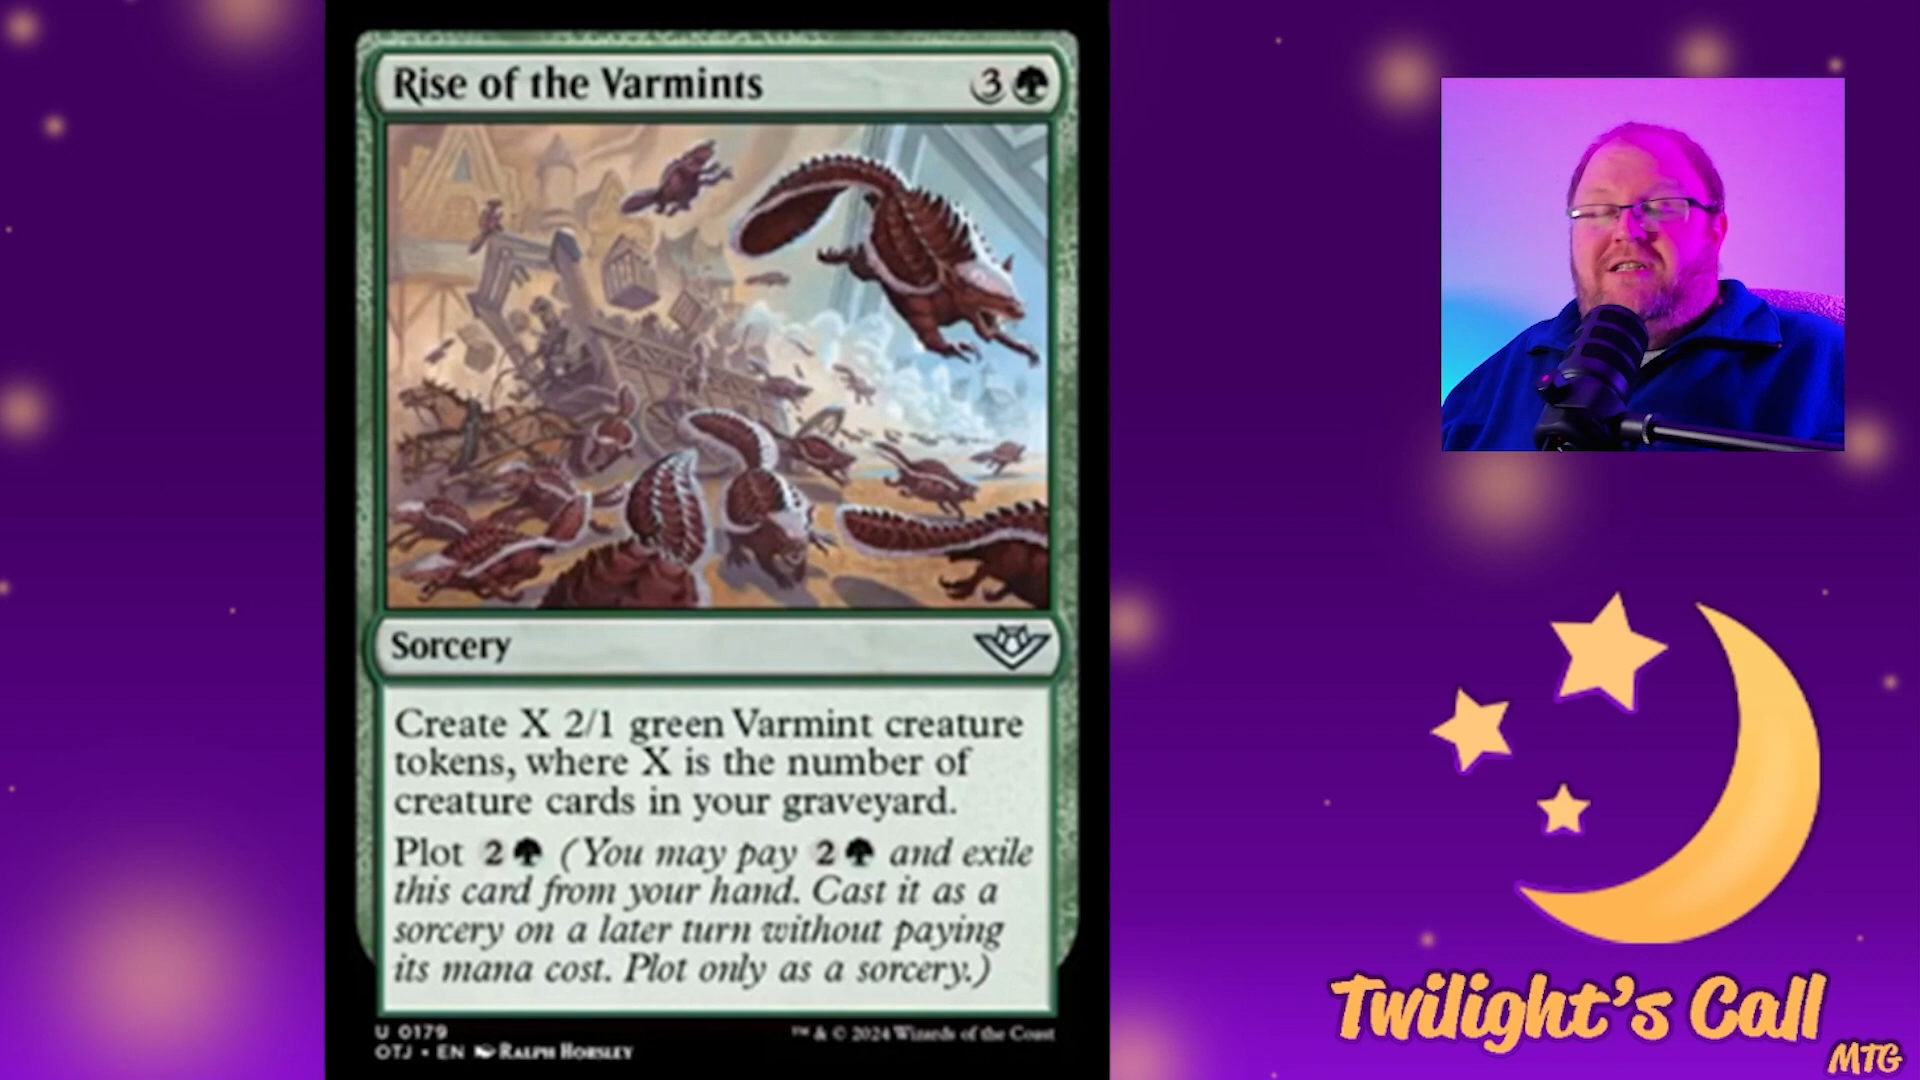 Rise of the Varmints 3
Sorcery
Create X 2/1 green Varmint creature
tokens, where X is the number of
creature cards in your graveyard.
Plot 2 (You may pay 2 and exile
this card from your hand. Cast it as a
sorcery on a later turn without paying
its mana cost. Plot only as a sorcery.)
U 0179
OTJ • EN Ralph Horsley
™ & © 2024 Wizards of the Coast
Twilight's Call
MTG